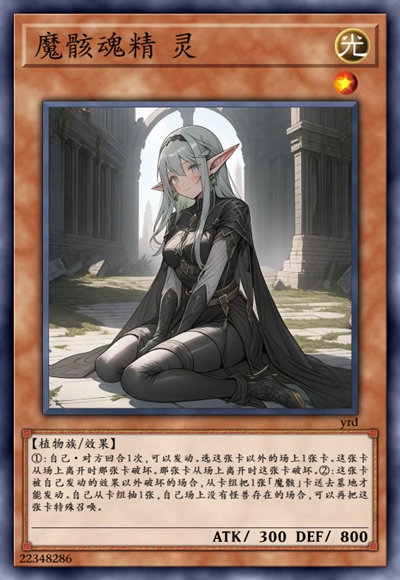 魔骸魂精 灵
光
yrd
【植物族/效果】
①:自己・对方回合1次,可以发动。选这张卡以外的场上1张卡。这张卡
从场上离开时那张卡破坏。那张卡从场上离开时这张卡破坏。②:这张卡
被自己发动的效果以外破坏的场合,从卡组把1张「魔骸」卡送去墓地才
能发动。自己从卡组抽1张,自己场上没有怪兽存在的场合,可以再把这
张卡特殊召唤。
ATK/ 300 DEF/ 800
22348286